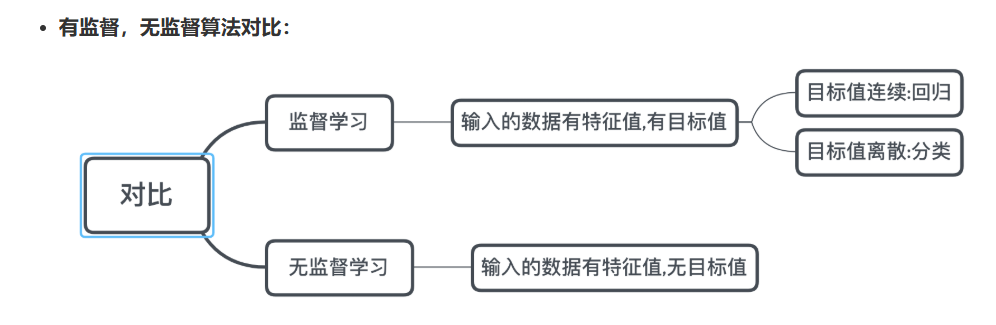 有监督，无监督算法对比：
对比
监督学习
输入的数据有特征值,有目标值
目标值连续:回归
目标值离散:分类
无监督学习
输入的数据有特征值,无目标值